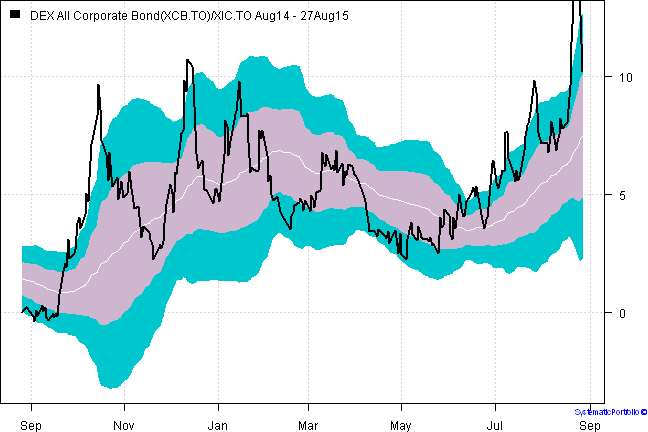 DEX All Corporate Bond(XCB.TO)/XIC.TO Aug14 - 27Aug15
10
5
0
Sep Nov Jan Mar May Jul Sep
SystematicPortfolio ©